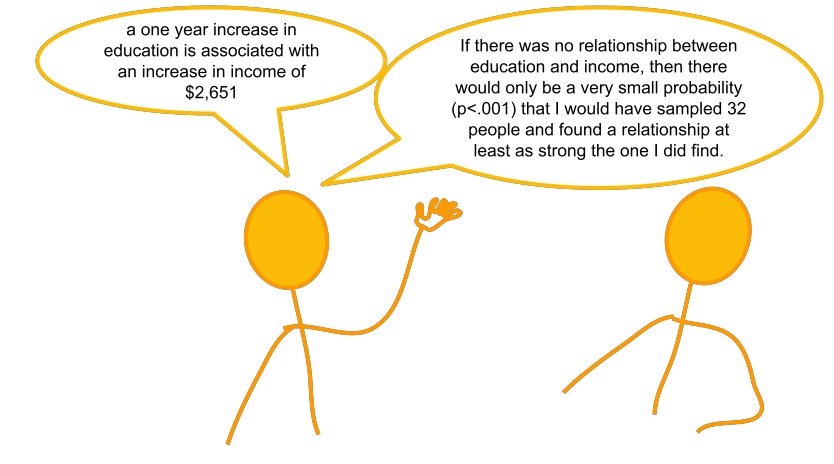 a one year increase in
education is associated with
an increase in income of
$2,651
If there was no relationship between
education and income, then there
would only be a very small probability
(p<.001) that I would have sampled 32
people and found a relationship at
least as strong the one I did find.